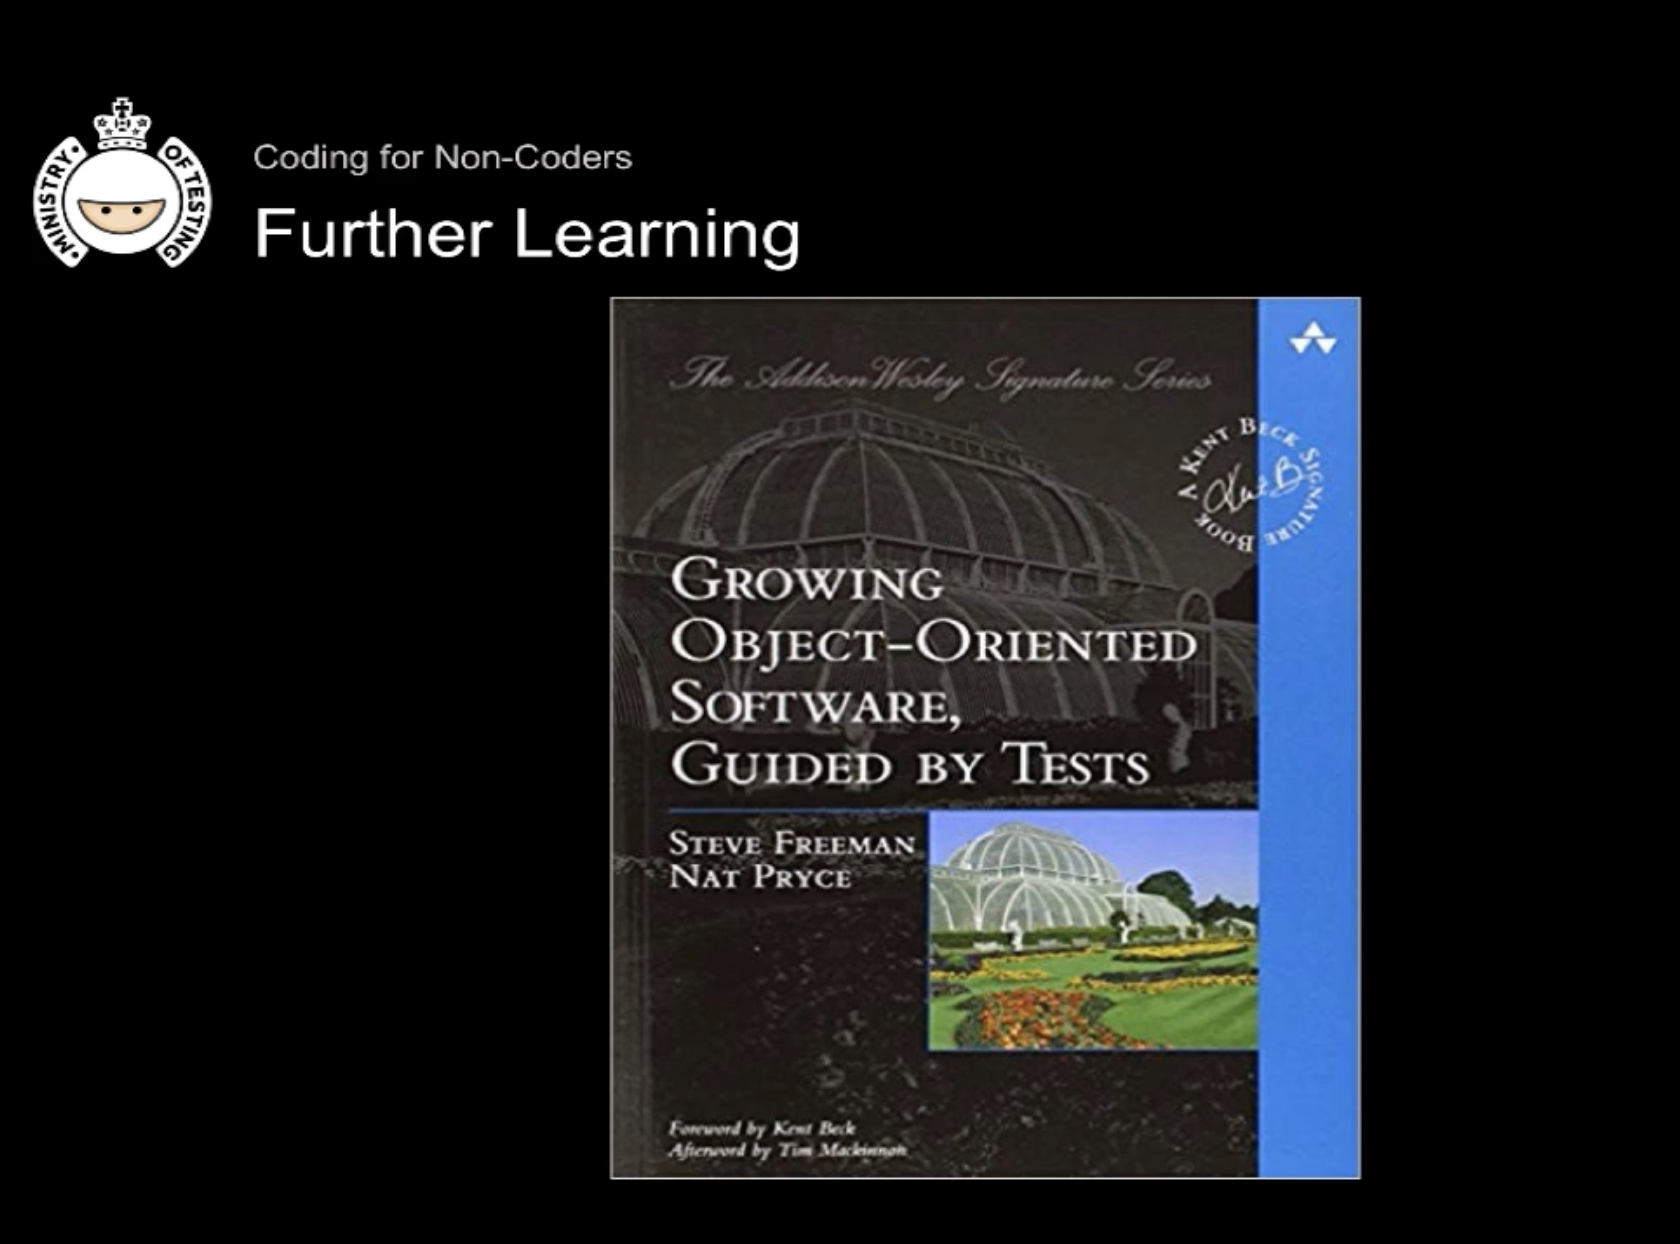 MINISTRY OF TESTING
Coding for Non-Coders
Further Learning
The Addison Wesley Signature Series
A KENT BECK SIGNATURE BOOK
Kent B
GROWING
OBJECT-ORIENTED
SOFTWARE,
GUIDED BY TESTS
STEVE FREEMAN
NAT PRYCE
Foreword by Kent Beck
Afterword by Tim Mackinnon